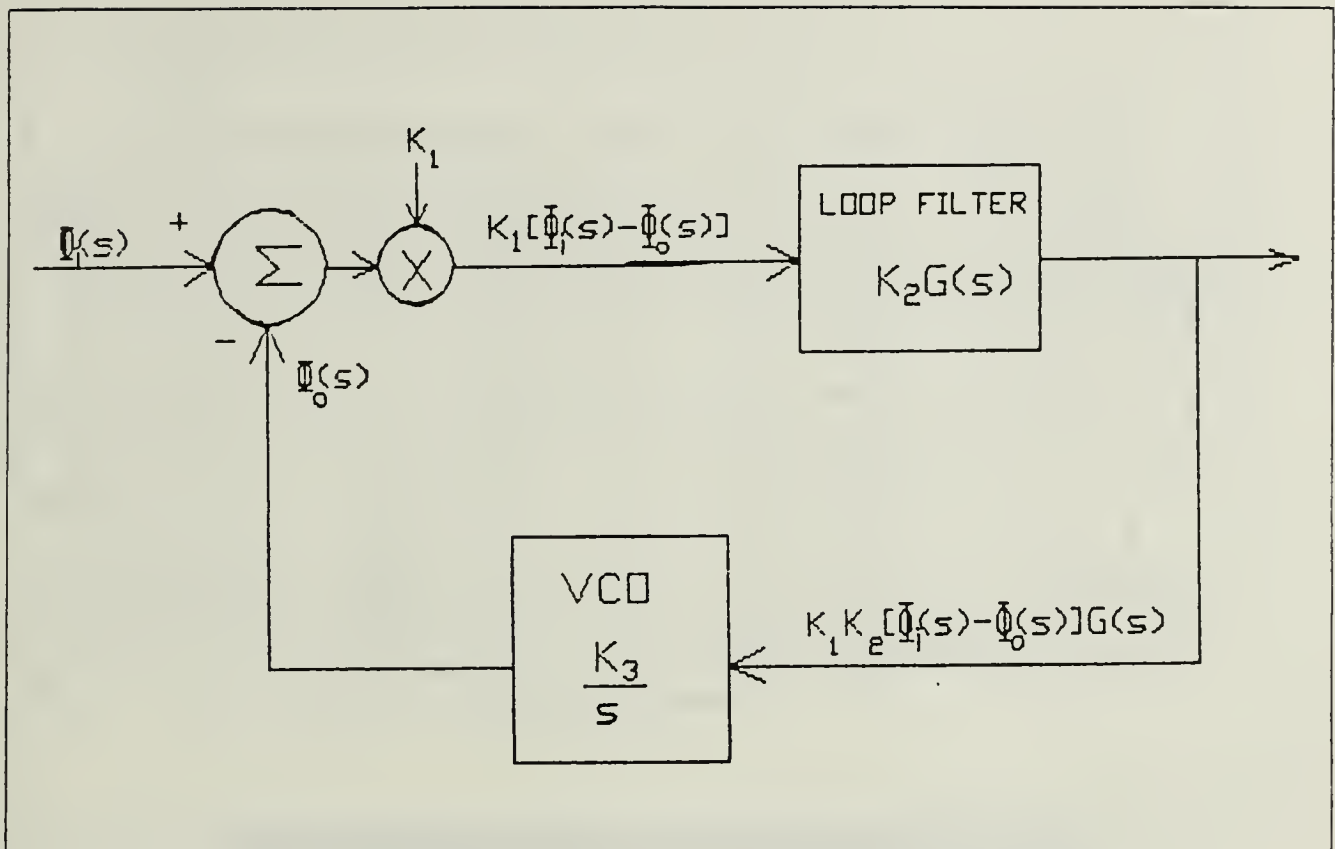 K₁
+
Φᵢ(s)
Σ
X
K₁[Φᵢ(s)-Φₒ(s)]
LOOP FILTER
K₂G(s)
-
Φₒ(s)
VCO
K₃
s
K₁K₂[Φᵢ(s)-Φₒ(s)]G(s)